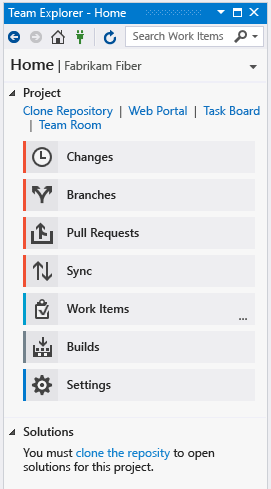 Team Explorer - Home
Search Work Items
Home | Fabrikam Fiber
Project
Clone Repository | Web Portal | Task Board
| Team Room
Changes
Branches
Pull Requests
Sync
Work Items
...
Builds
Settings
Solutions
You must clone the reposity to open
solutions for this project.